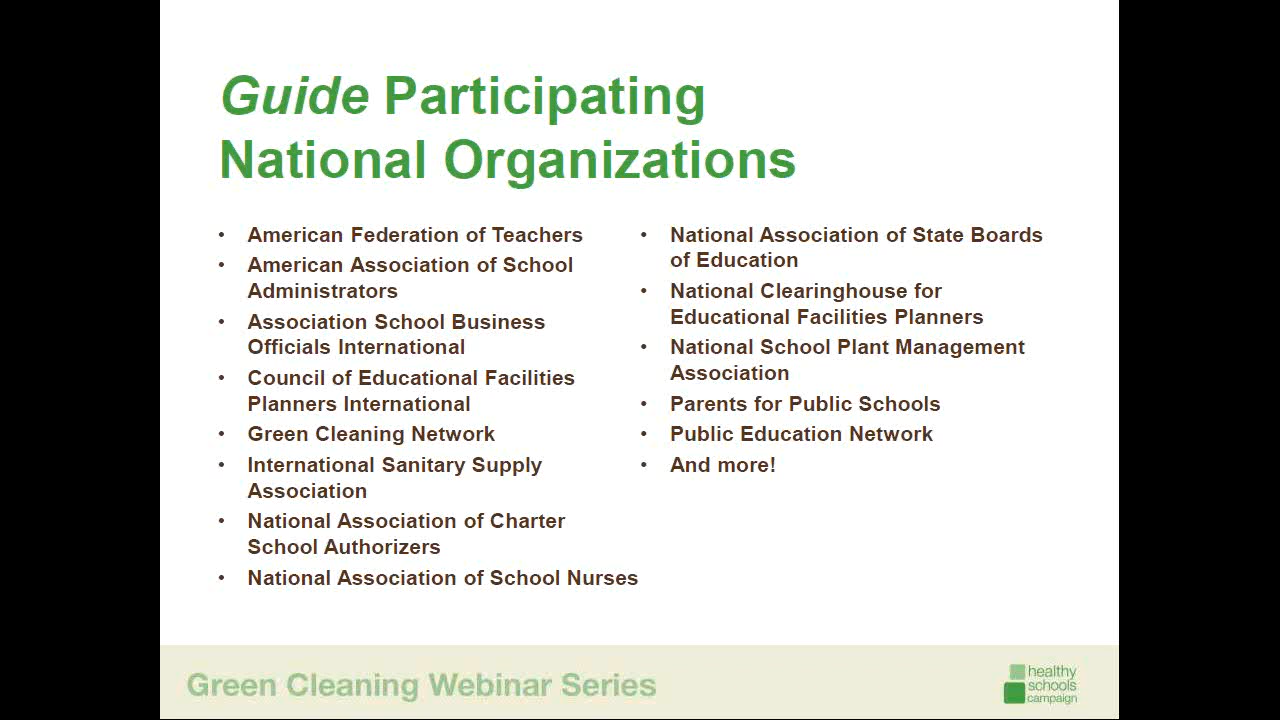 Guide Participating
National Organizations
• American Federation of Teachers
• American Association of School
Administrators
• Association School Business
Officials International
• Council of Educational Facilities
Planners International
• Green Cleaning Network
• International Sanitary Supply
Association
• National Association of Charter
School Authorizers
• National Association of School Nurses
• National Association of State Boards
of Education
• National Clearinghouse for
Educational Facilities Planners
• National School Plant Management
Association
• Parents for Public Schools
• Public Education Network
• And more!
Green Cleaning Webinar Series
healthy
schools
campaign